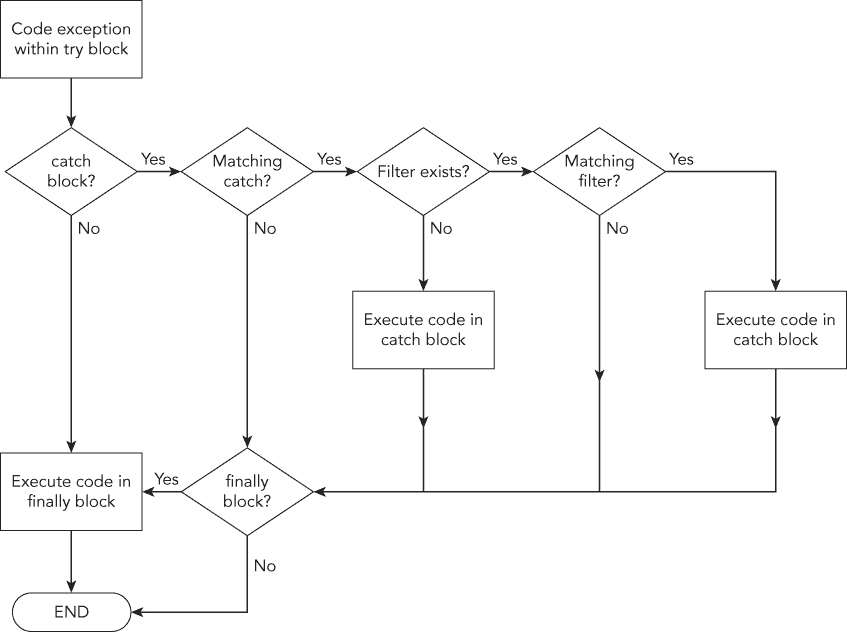 Code exception
within try block
catch
block?
Yes
Matching
catch?
Yes
Filter exists?
Yes
Matching
filter?
Yes
No
No
No
No
Execute code in
catch block
Execute code in
catch block
Execute code in
finally block
Yes
finally
block?
No
END